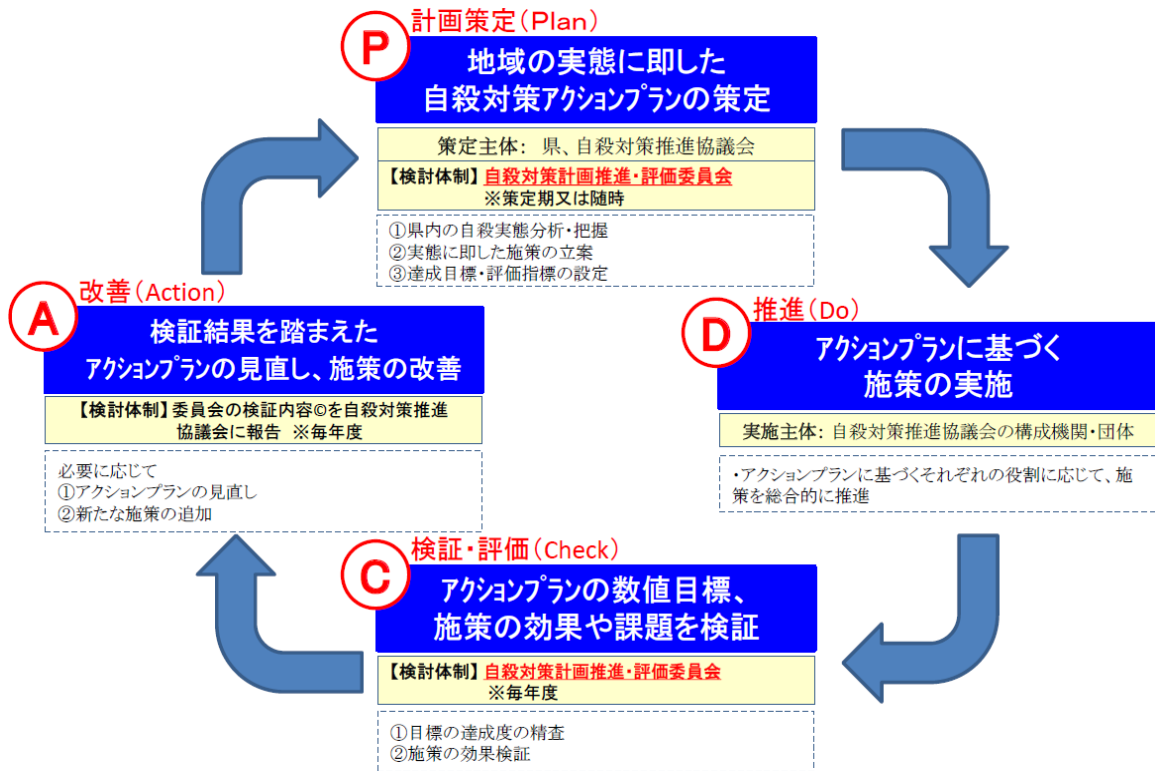 P
計画策定（Plan）
地域の実態に即した
自殺対策アクションプランの策定
策定主体： 県、自殺対策推進協議会
【検討体制】自殺対策計画推進・評価委員会
※策定期又は随時
①県内の自殺実態分析・把握
②実態に即した施策の立案
③達成目標・評価指標の設定
D
推進（Do）
アクションプランに基づく
施策の実施
実施主体： 自殺対策推進協議会の構成機関・団体
・アクションプランに基づくそれぞれの役割に応じて、施
策を総合的に推進
C
検証・評価（Check）
アクションプランの数値目標、
施策の効果や課題を検証
【検討体制】自殺対策計画推進・評価委員会
※毎年度
①目標の達成度の精査
②施策の効果検証
A
改善（Action）
検証結果を踏まえた
アクションプランの見直し、施策の改善
【検討体制】委員会の検証内容©を自殺対策推進
協議会に報告 ※毎年度
必要に応じて
①アクションプランの見直し
②新たな施策の追加